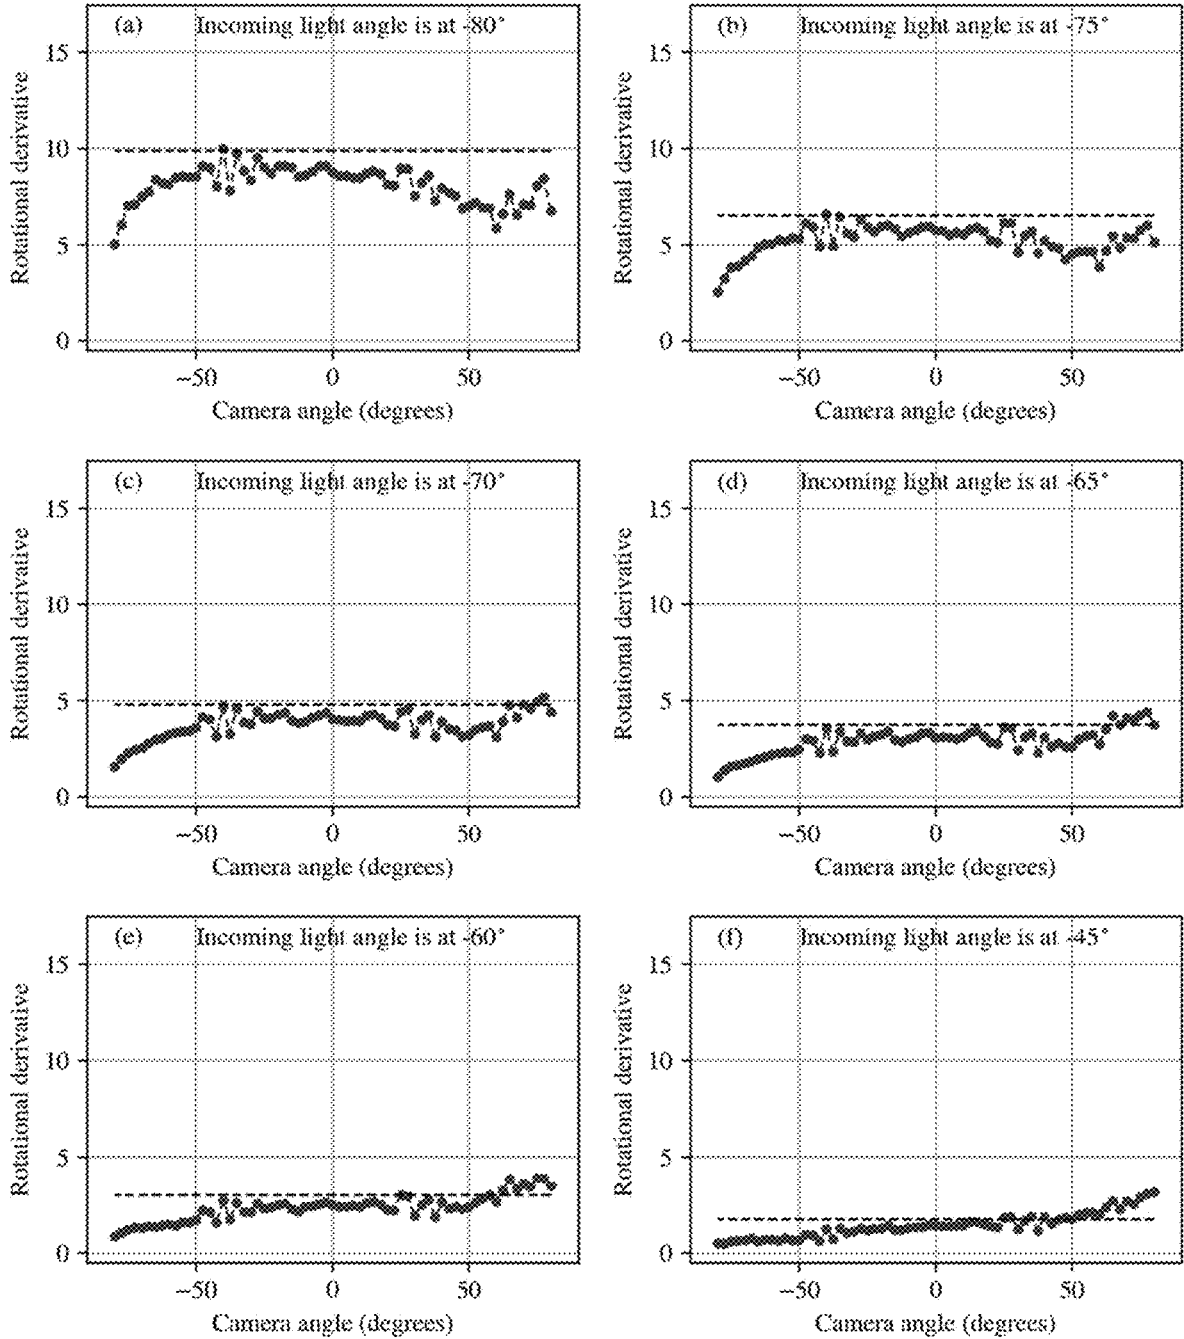 (a) Incoming light angle is at -80°
15
10
5
0
Rotational derivative
−50 0 50
Camera angle (degrees)
(b) Incoming light angle is at -75°
15
10
5
0
Rotational derivative
−50 0 50
Camera angle (degrees)
(c) Incoming light angle is at -70°
15
10
5
0
Rotational derivative
−50 0 50
Camera angle (degrees)
(d) Incoming light angle is at -65°
15
10
5
0
Rotational derivative
−50 0 50
Camera angle (degrees)
(e) Incoming light angle is at -60°
15
10
5
0
Rotational derivative
−50 0 50
Camera angle (degrees)
(f) Incoming light angle is at -45°
15
10
5
0
Rotational derivative
−50 0 50
Camera angle (degrees)